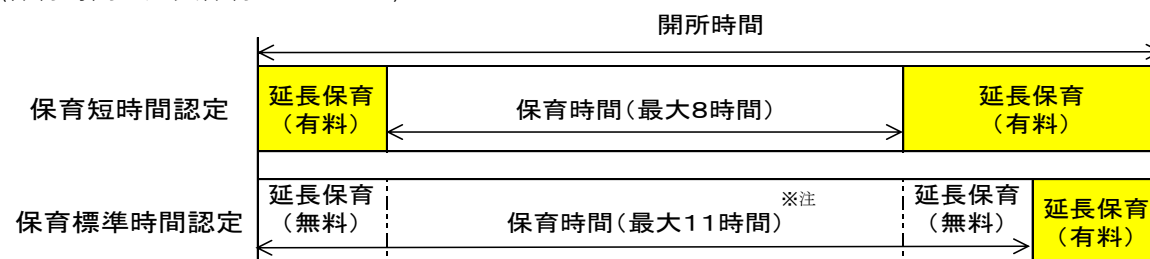 開所時間
保育短時間認定
延長保育
(有料)
保育時間(最大8時間)
延長保育
(有料)
保育標準時間認定
延長保育
(無料)
保育時間(最大11時間)
※注
延長保育
(無料)
延長保育
(有料)